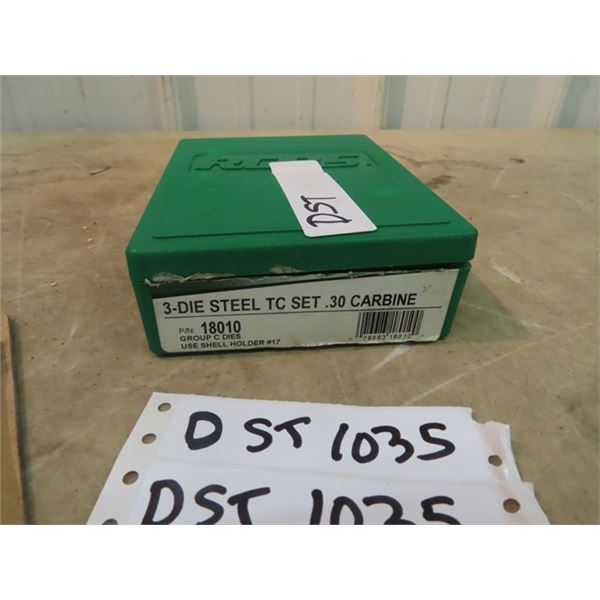 RCBS
DST
3-DIE STEEL TC SET .30 CARBINE
P/N: 18010
GROUP C DIES
USE SHELL HOLDER #17
DST 1035
DST 1035